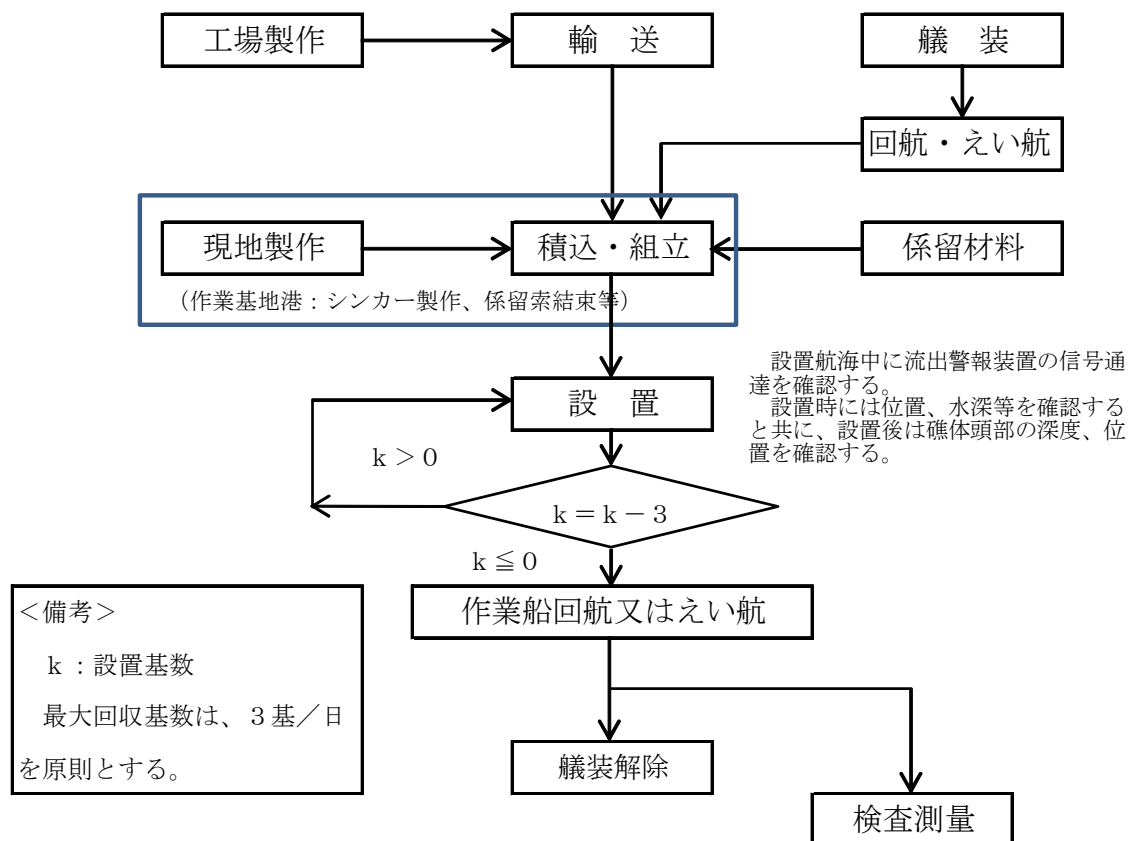 工場製作
輸　送
艤　装
回航・えい航
現地製作
積込・組立
係留材料
（作業基地港：シンカー製作、係留索結束等）
　設置航海中に流出警報装置の信号通
達を確認する。
　設置時には位置、水深等を確認する
と共に、設置後は礁体頭部の深度、位
置を確認する。
設　置
ｋ＞０
ｋ＝ｋ－３
ｋ≦０
作業船回航又はえい航
＜備考＞
　ｋ：設置基数
　最大回収基数は、３基／日
を原則とする。
艤装解除
検査測量